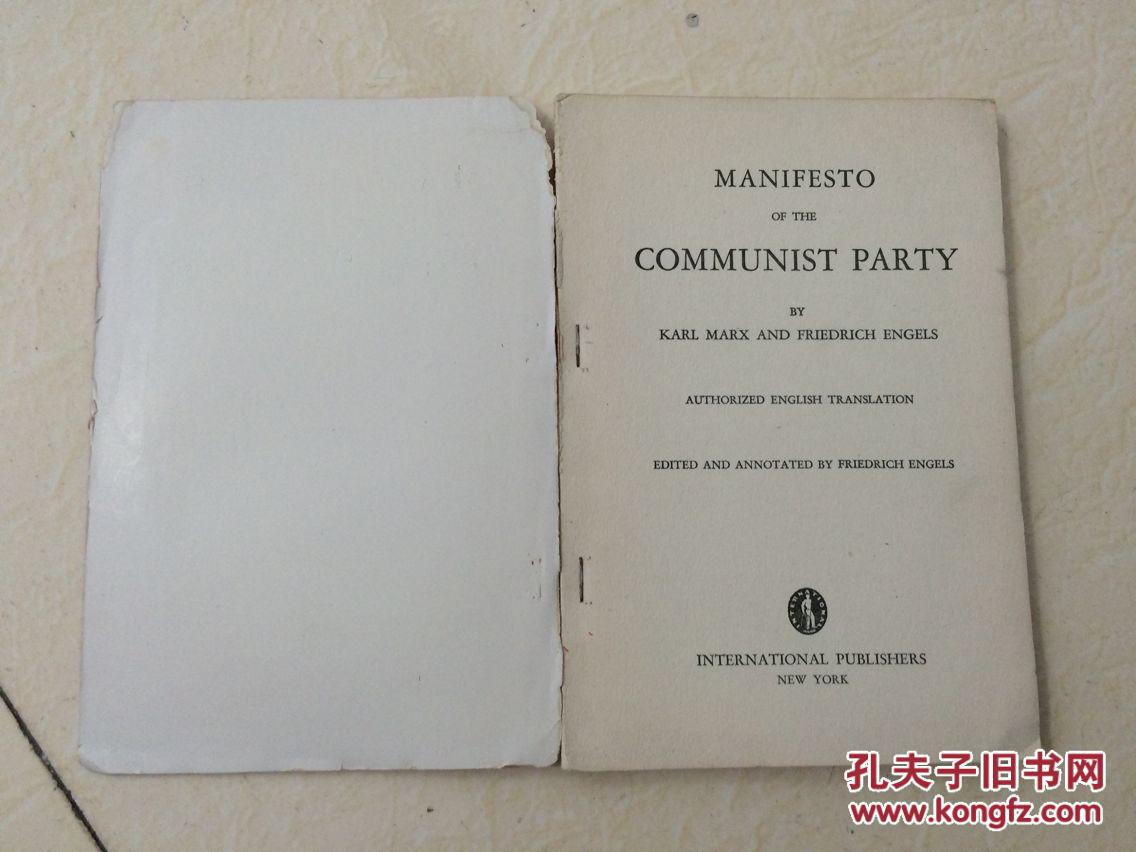 MANIFESTO
OF THE
COMMUNIST PARTY
BY
KARL MARX AND FRIEDRICH ENGELS
AUTHORIZED ENGLISH TRANSLATION
EDITED AND ANNOTATED BY FRIEDRICH ENGELS
INTERNATIONAL
INTERNATIONAL PUBLISHERS
NEW YORK
孔夫子旧书网
www.kongfz.com